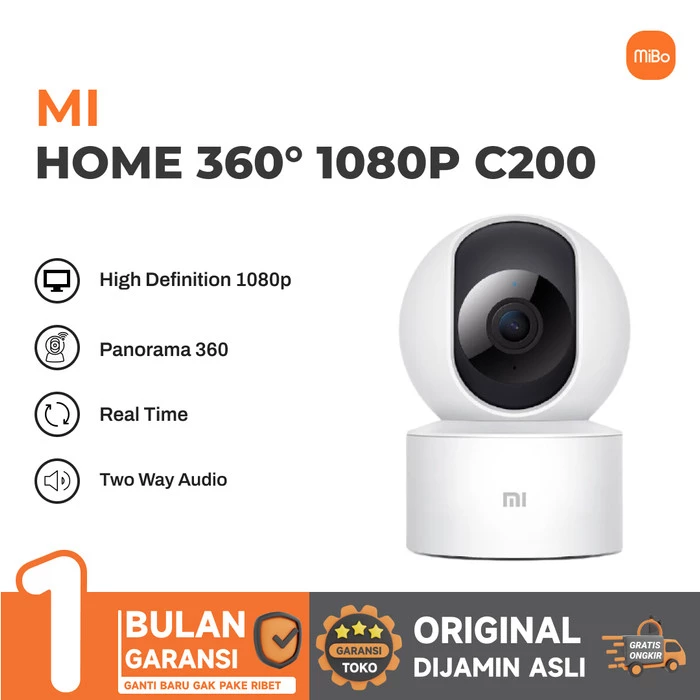 MiBo
MI
HOME 360° 1080P C200
High Definition 1080p
Panorama 360
Real Time
Two Way Audio
mi
1
BULAN
GARANSI
GANTI BARU GAK PAKE RIBET
GARANSI
TOKO
ORIGINAL
DIJAMIN ASLI
GRATIS
ONGKIR